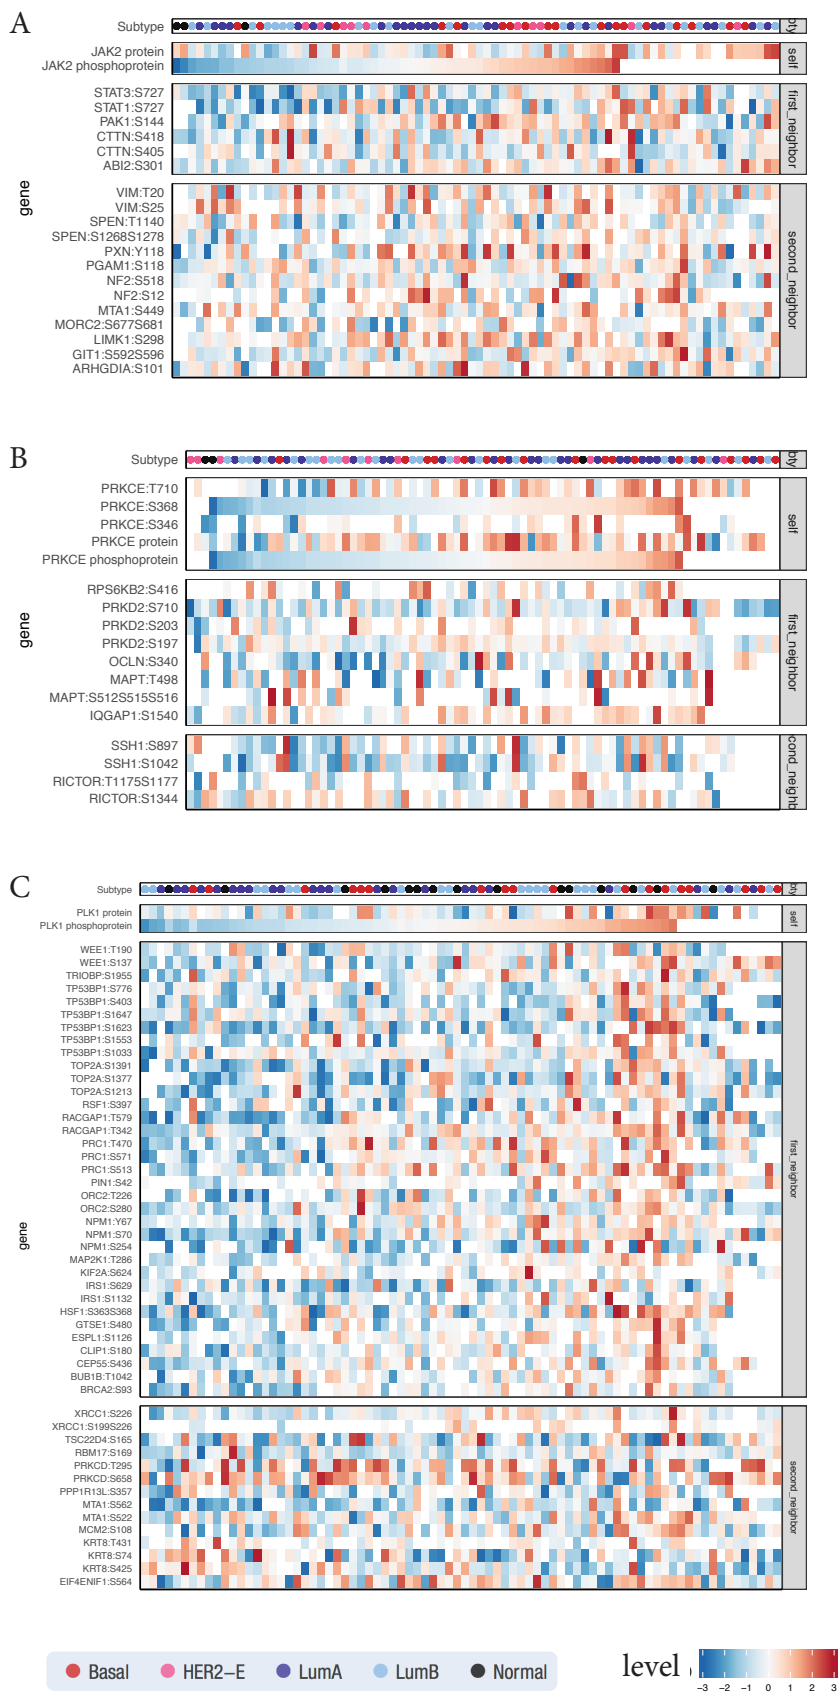 A
Subtype
bty
JAK2 protein
JAK2 phosphoprotein
self
STAT3:S727
STAT1:S727
PAK1:S144
CTTN:S418
CTTN:S405
ABI2:S301
first_neighbor
gene
VIM:T20
VIM:S25
SPEN:T1140
SPEN:S1268S1278
PXN:Y118
PGAM1:S118
NF2:S518
NF2:S12
MTA1:S449
MORC2:S677S681
LIMK1:S298
GIT1:S592S596
ARHGDIA:S101
second_neighbor
B
Subtype
bty
PRKCE:T710
PRKCE:S368
PRKCE:S346
PRKCE protein
PRKCE phosphoprotein
self
gene
RPS6KB2:S416
PRKD2:S710
PRKD2:S203
PRKD2:S197
OCLN:S340
MAPT:T498
MAPT:S512S515S516
IQGAP1:S1540
first_neighbor
SSH1:S897
SSH1:S1042
RICTOR:T1175S1177
RICTOR:S1344
cond_neighb
C
Subtype
bty
PLK1 protein
PLK1 phosphoprotein
self
WEE1:T190
WEE1:S137
TRIOBP:S1955
TP53BP1:S776
TP53BP1:S403
TP53BP1:S1647
TP53BP1:S1623
TP53BP1:S1553
TP53BP1:S1033
TOP2A:S1391
TOP2A:S1377
TOP2A:S1213
RSF1:S397
RACGAP1:T579
RACGAP1:T342
PRC1:T470
PRC1:S571
PRC1:S513
PIN1:S42
ORC2:T226
ORC2:S280
NPM1:Y67
NPM1:S70
NPM1:S254
MAP2K1:T286
KIF2A:S624
IRS1:S629
IRS1:S1132
HSF1:S363S368
GTSE1:S480
ESPL1:S1126
CLIP1:S180
CEP55:S436
BUB1B:T1042
BRCA2:S93
first_neighbor
gene
XRCC1:S226
XRCC1:S199S226
TSC22D4:S165
RBM17:S169
PRKCD:T295
PRKCD:S658
PPP1R13L:S357
MTA1:S562
MTA1:S522
MCM2:S108
KRT8:T431
KRT8:S74
KRT8:S425
EIF4ENIF1:S564
second_neighbor
Basal HER2−E LumA LumB Normal
level
−3 −2 −1 0 1 2 3